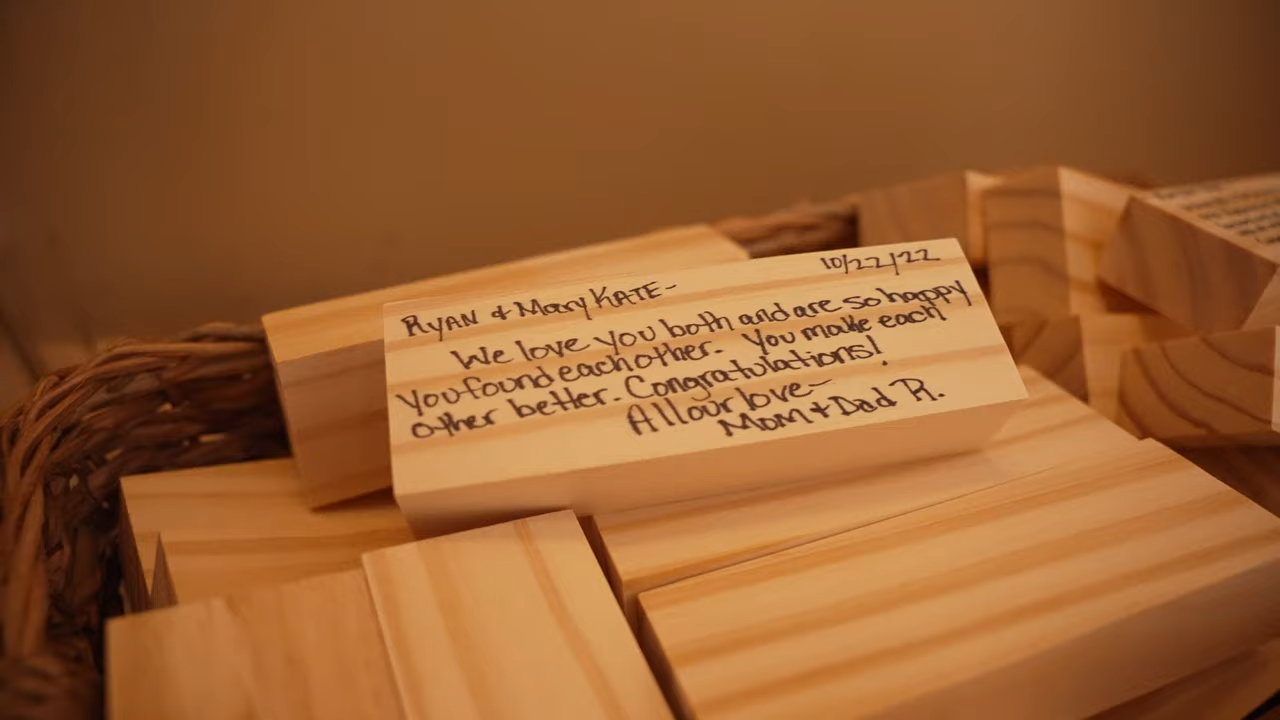 10/22/22
Ryan & Mary Kate-
We love you both and are so happy
you found each other. You make each
other better. Congratulations!
All our love-
Mom + Dad R.